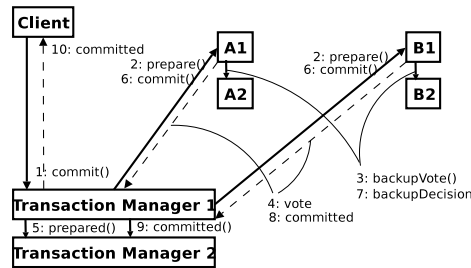 Client
10: committed
A1
B1
2: prepare()
6: commit()
2: prepare()
6: commit()
A2
B2
1: commit()
3: backupVote()
7: backupDecision
4: vote
8: committed
Transaction Manager 1
5: prepared()
9: committed()
Transaction Manager 2